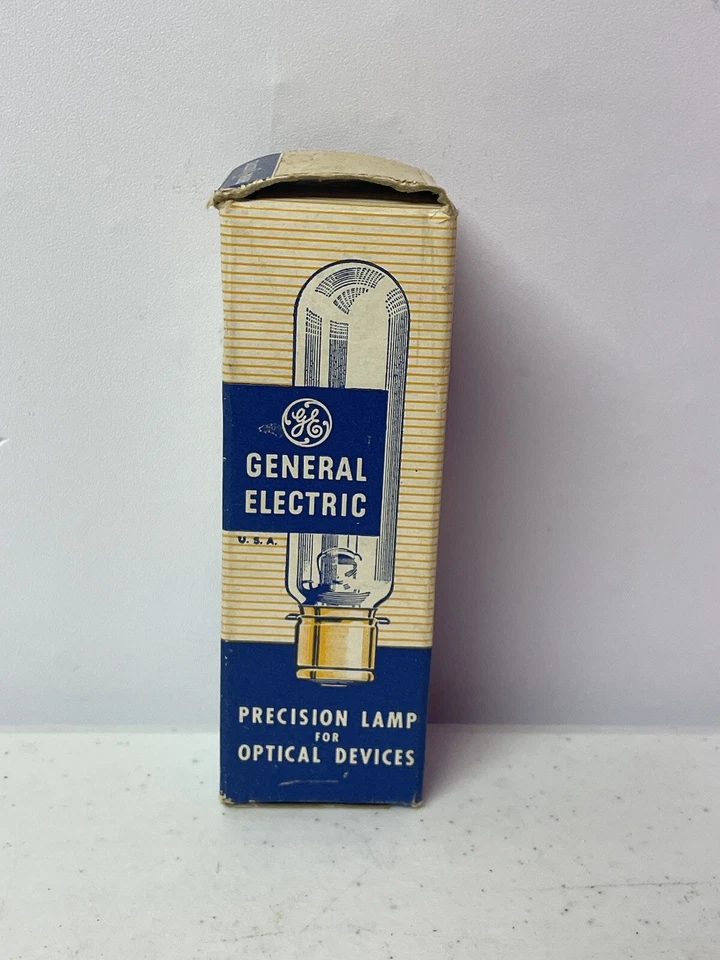 GE
GENERAL
ELECTRIC
U. S. A.
PRECISION LAMP
FOR
OPTICAL DEVICES